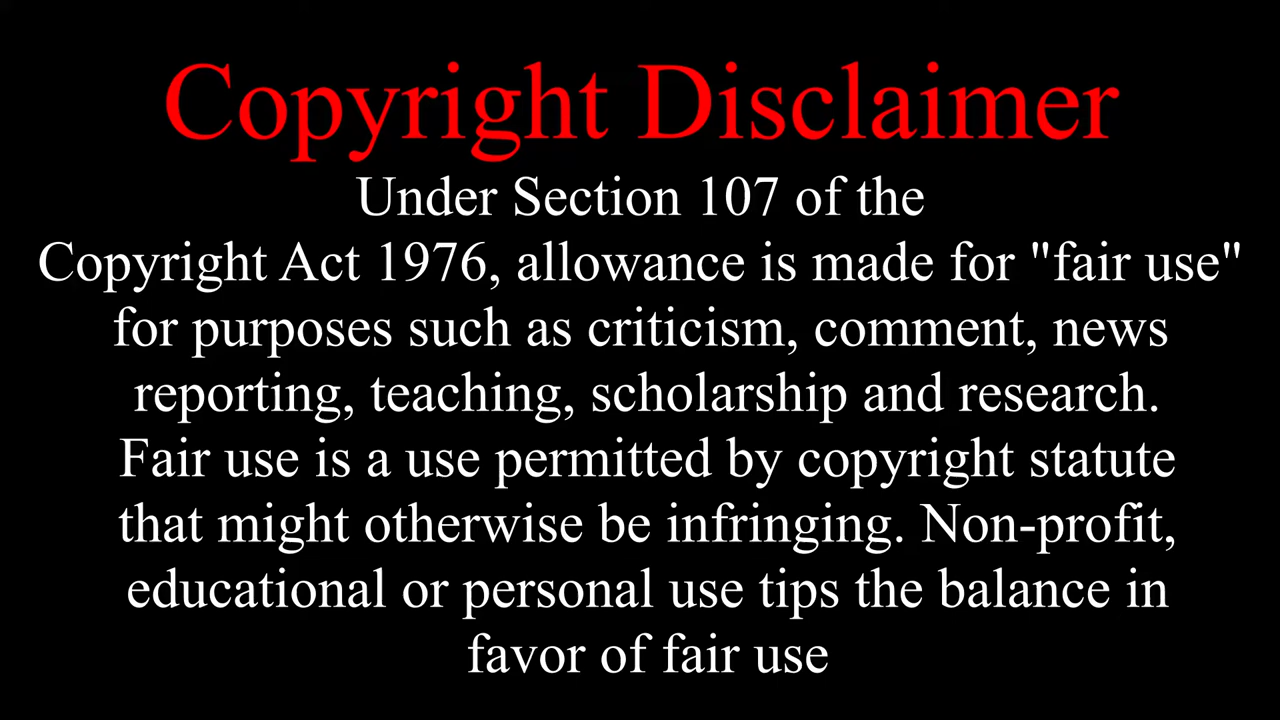 Copyright Disclaimer
Under Section 107 of the
Copyright Act 1976, allowance is made for "fair use"
for purposes such as criticism, comment, news
reporting, teaching, scholarship and research.
Fair use is a use permitted by copyright statute
that might otherwise be infringing. Non-profit,
educational or personal use tips the balance in
favor of fair use